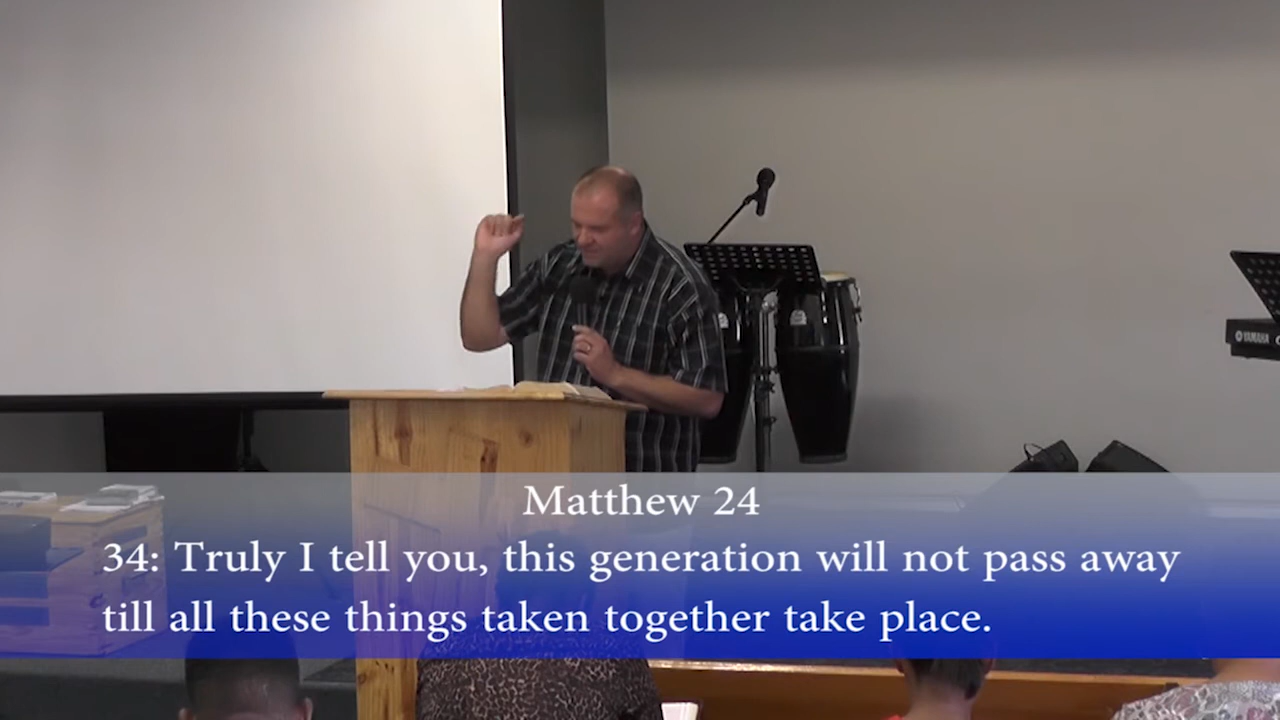 Matthew 24
34: Truly I tell you, this generation will not pass away
till all these things taken together take place.
YAMAHA